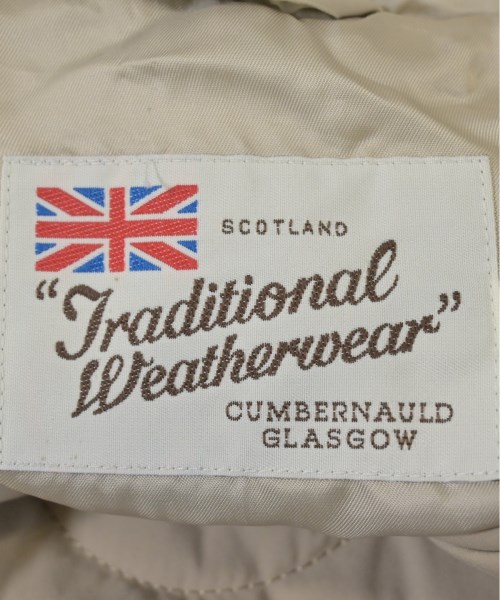 SCOTLAND
"Traditional
Weatherwear"
CUMBERNAULD
GLASGOW